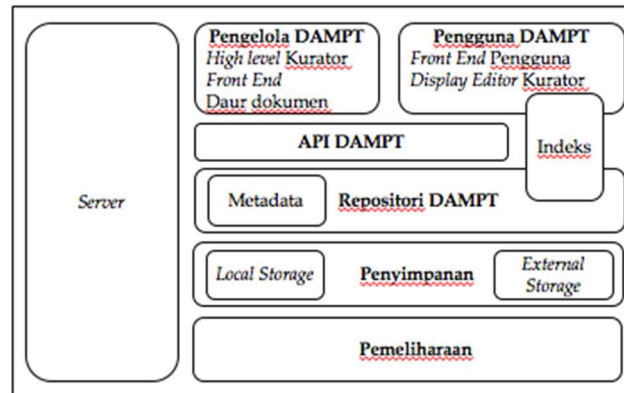 Server
Pengelola DAMPT
High level Kurator
Front End
Daur dokumen
Pengguna DAMPT
Front End Pengguna
Display Editor Kurator
API DAMPT
Indeks
Metadata
Repositori DAMPT
Local Storage
Penyimpanan
External
Storage
Pemeliharaan